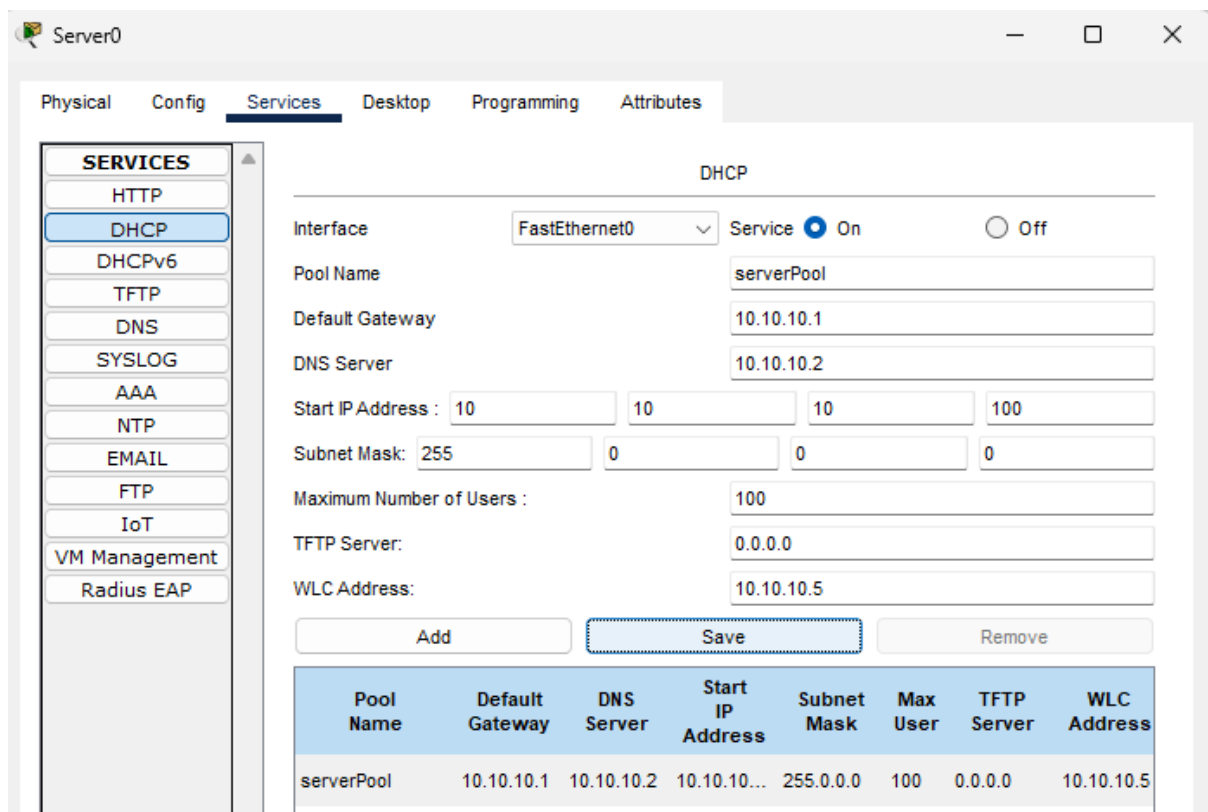 Server0
Physical Config Services Desktop Programming Attributes
SERVICES
HTTP
DHCP
DHCPv6
TFTP
DNS
SYSLOG
AAA
NTP
EMAIL
FTP
IoT
VM Management
Radius EAP
DHCP
Interface FastEthernet0 Service On Off
Pool Name serverPool
Default Gateway 10.10.10.1
DNS Server 10.10.10.2
Start IP Address : 10 10 10 100
Subnet Mask: 255 0 0 0
Maximum Number of Users : 100
TFTP Server: 0.0.0.0
WLC Address: 10.10.10.5
Add Save Remove
Pool Name Default Gateway DNS Server Start IP Address Subnet Mask Max User TFTP Server WLC Address
serverPool 10.10.10.1 10.10.10.2 10.10.10... 255.0.0.0 100 0.0.0.0 10.10.10.5